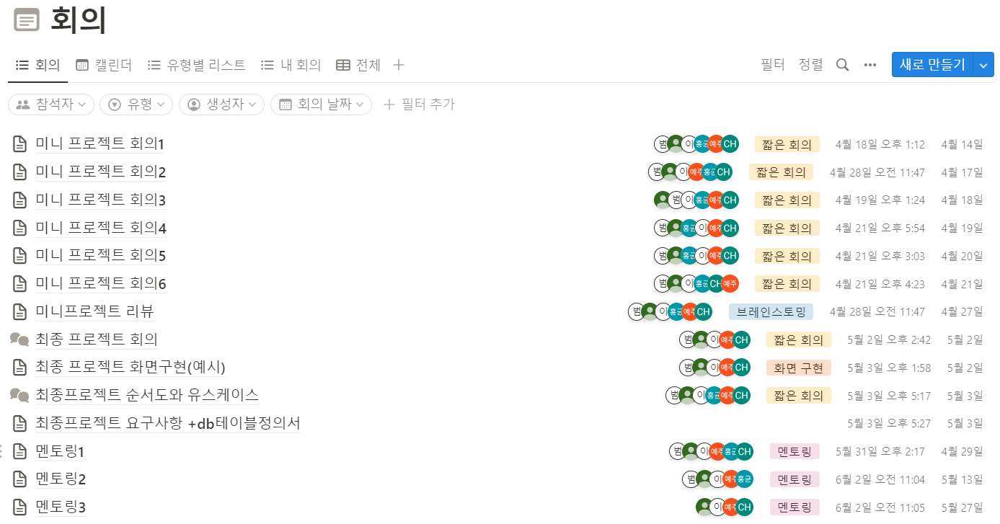 회의
회의 캘린더 유형별 리스트 내 회의 전체 필터 정렬 새로 만들기
참석자 유형 생성자 회의 날짜 필터 추가
미니 프로젝트 회의1 범 이 홍균 예주 CH 짧은 회의 4월 18일 오후 1:12 4월 14일
미니 프로젝트 회의2 범 이 예주 홍균 CH 짧은 회의 4월 28일 오전 11:47 4월 17일
미니 프로젝트 회의3 범 이 홍균 예주 CH 짧은 회의 4월 19일 오후 1:24 4월 18일
미니 프로젝트 회의4 범 홍균 이 예주 CH 짧은 회의 4월 21일 오후 5:54 4월 19일
미니 프로젝트 회의5 범 홍균 이 예주 CH 짧은 회의 4월 21일 오후 3:03 4월 20일
미니 프로젝트 회의6 범 이 홍균 CH 예주 짧은 회의 4월 21일 오후 4:23 4월 21일
미니프로젝트 리뷰 범 이 홍균 예주 CH 브레인스토밍 4월 28일 오전 11:47 4월 27일
최종 프로젝트 회의 범 이 예주 CH 짧은 회의 5월 2일 오후 2:42 5월 2일
최종 프로젝트 화면구현(예시) 범 이 예주 CH 화면 구현 5월 3일 오후 1:58 5월 2일
최종프로젝트 순서도와 유스케이스 범 이 홍균 예주 CH 짧은 회의 5월 3일 오후 5:17 5월 3일
최종프로젝트 요구사항 +db테이블정의서 5월 3일 오후 5:27 5월 3일
멘토링1 범 이 예주 홍균 CH 멘토링 5월 31일 오후 2:17 4월 29일
멘토링2 범 이 예주 홍균 멘토링 6월 2일 오전 11:04 5월 13일
멘토링3 이 예주 CH 멘토링 6월 2일 오전 11:05 5월 27일